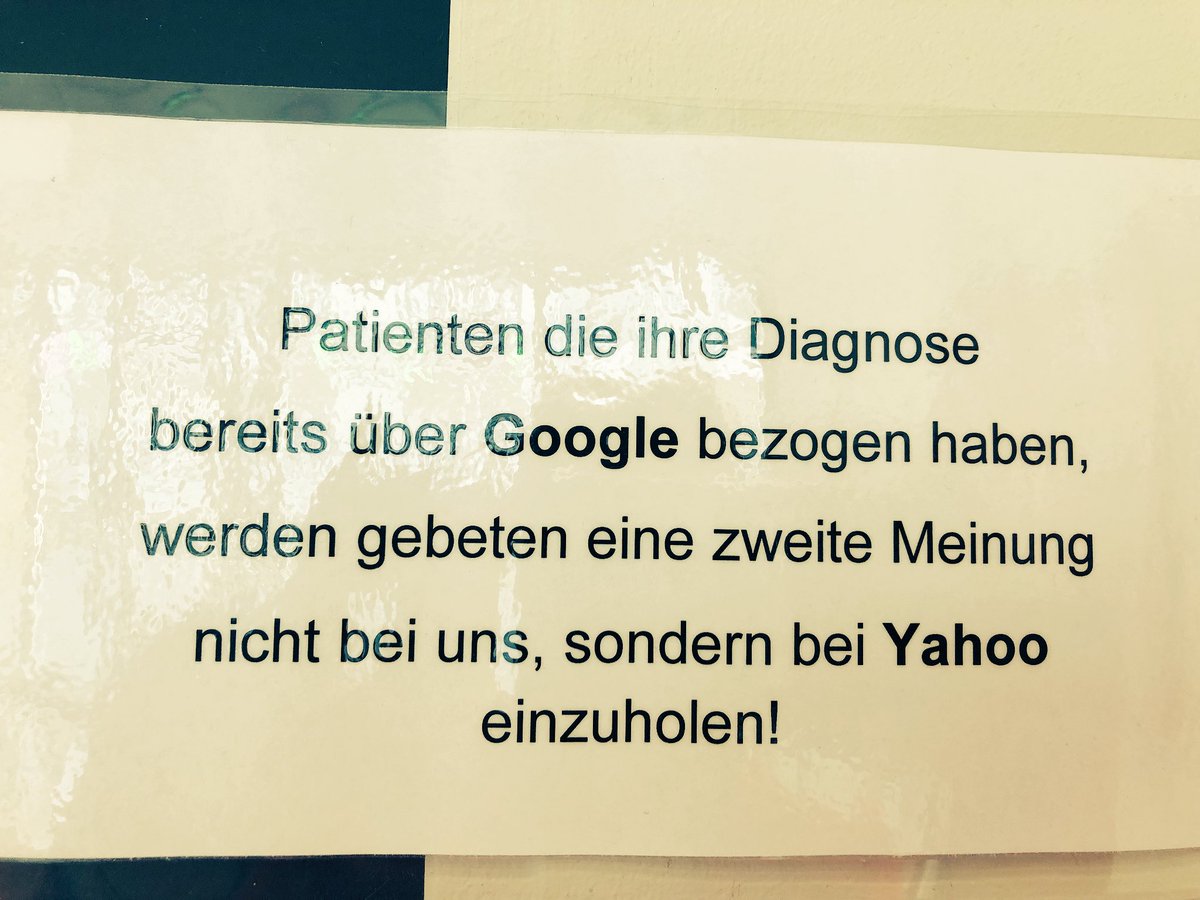 Patienten die ihre Diagnose
bereits über Google bezogen haben,
werden gebeten eine zweite Meinung
nicht bei uns, sondern bei Yahoo
einzuholen!